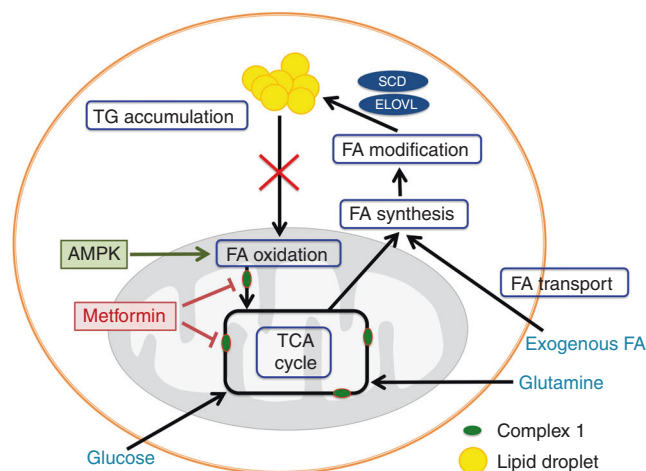 SCD
ELOVL
TG accumulation
FA modification
FA synthesis
AMPK
FA oxidation
FA transport
Metformin
TCA
cycle
Exogenous FA
Glutamine
Glucose
Complex 1
Lipid droplet